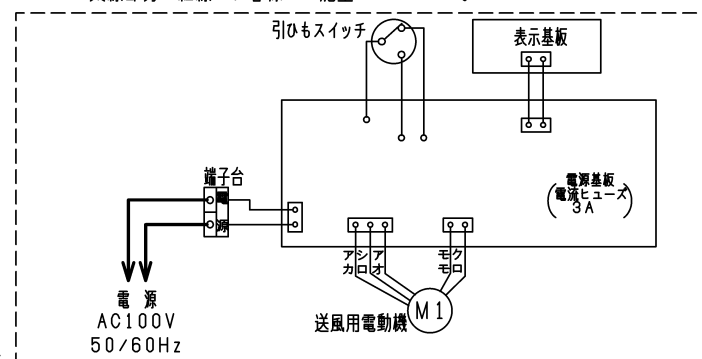 引ひもスイッチ
表示基板
端子台
電
源
電源基板
電流ヒューズ
3A
アカ
シロ
アオ
モモ
クロ
送風用電動機
M1
電 源
AC100V
50/60Hz